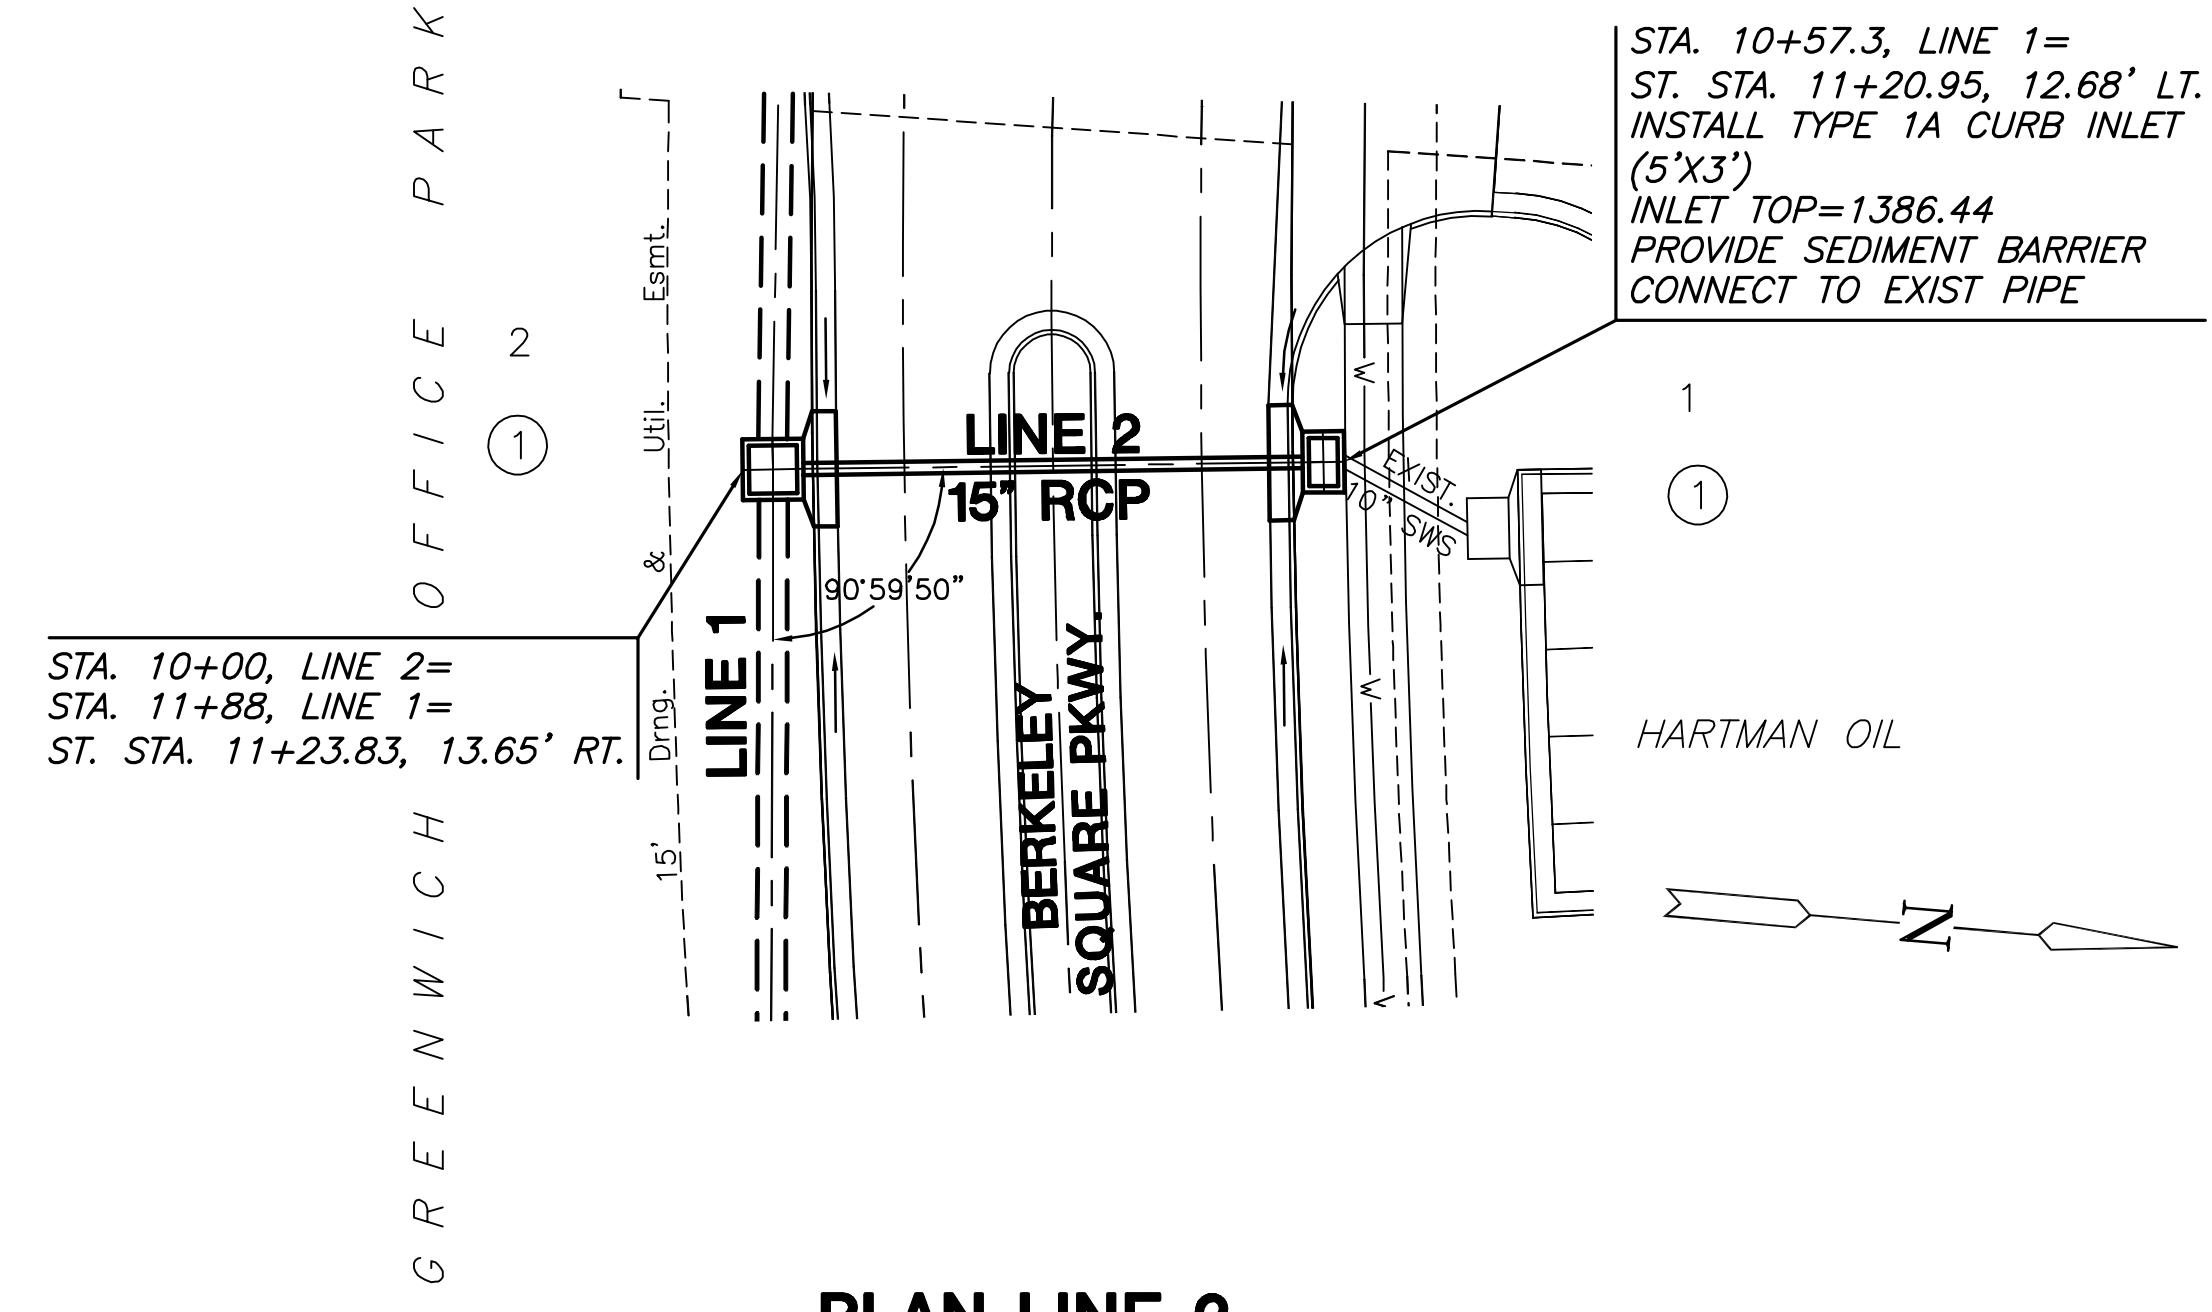 STA. 10+57.3, LINE 1=
ST. STA. 11+20.95, 12.68' LT.
INSTALL TYPE 1A CURB INLET
(5'X3')
INLET TOP=1386.44
PROVIDE SEDIMENT BARRIER
CONNECT TO EXIST PIPE
GREENWICH OFFICE PARK
2
1
15' Drng. & Util. Esmt.
LINE 2
15" RCP
EXIST.
10" SWS
1
1
90°59'50"
LINE 1
BERKELEY
SQUARE PKWY.
W
W
STA. 10+00, LINE 2=
STA. 11+88, LINE 1=
ST. STA. 11+23.83, 13.65' RT.
HARTMAN OIL
N
PLAN LINE 2